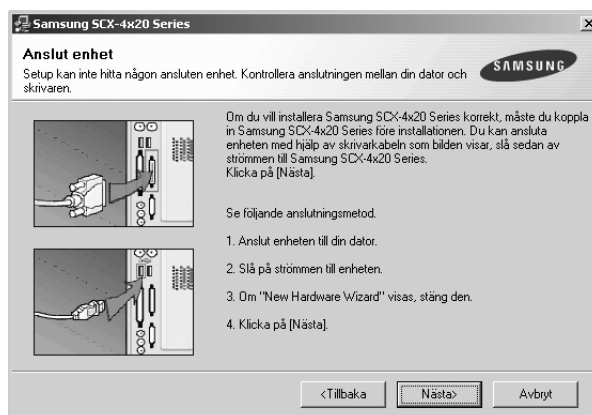 Samsung SCX-4x20 Series
Anslut enhet
Setup kan inte hitta någon ansluten enhet. Kontrollera anslutningen mellan din dator och
skrivaren.
SAMSUNG
Om du vill installera Samsung SCX-4x20 Series korrekt, måste du koppla
in Samsung SCX-4x20 Series före installationen. Du kan ansluta
enheten med hjälp av skrivarkabeln som bilden visar, slå sedan av
strömmen till Samsung SCX-4x20 Series.
Klicka på [Nästa].
Se följande anslutningsmetod.
1. Anslut enheten till din dator.
2. Slå på strömmen till enheten.
3. Om "New Hardware Wizard" visas, stäng den.
4. Klicka på [Nästa].
<Tillbaka
Nästa>
Avbryt